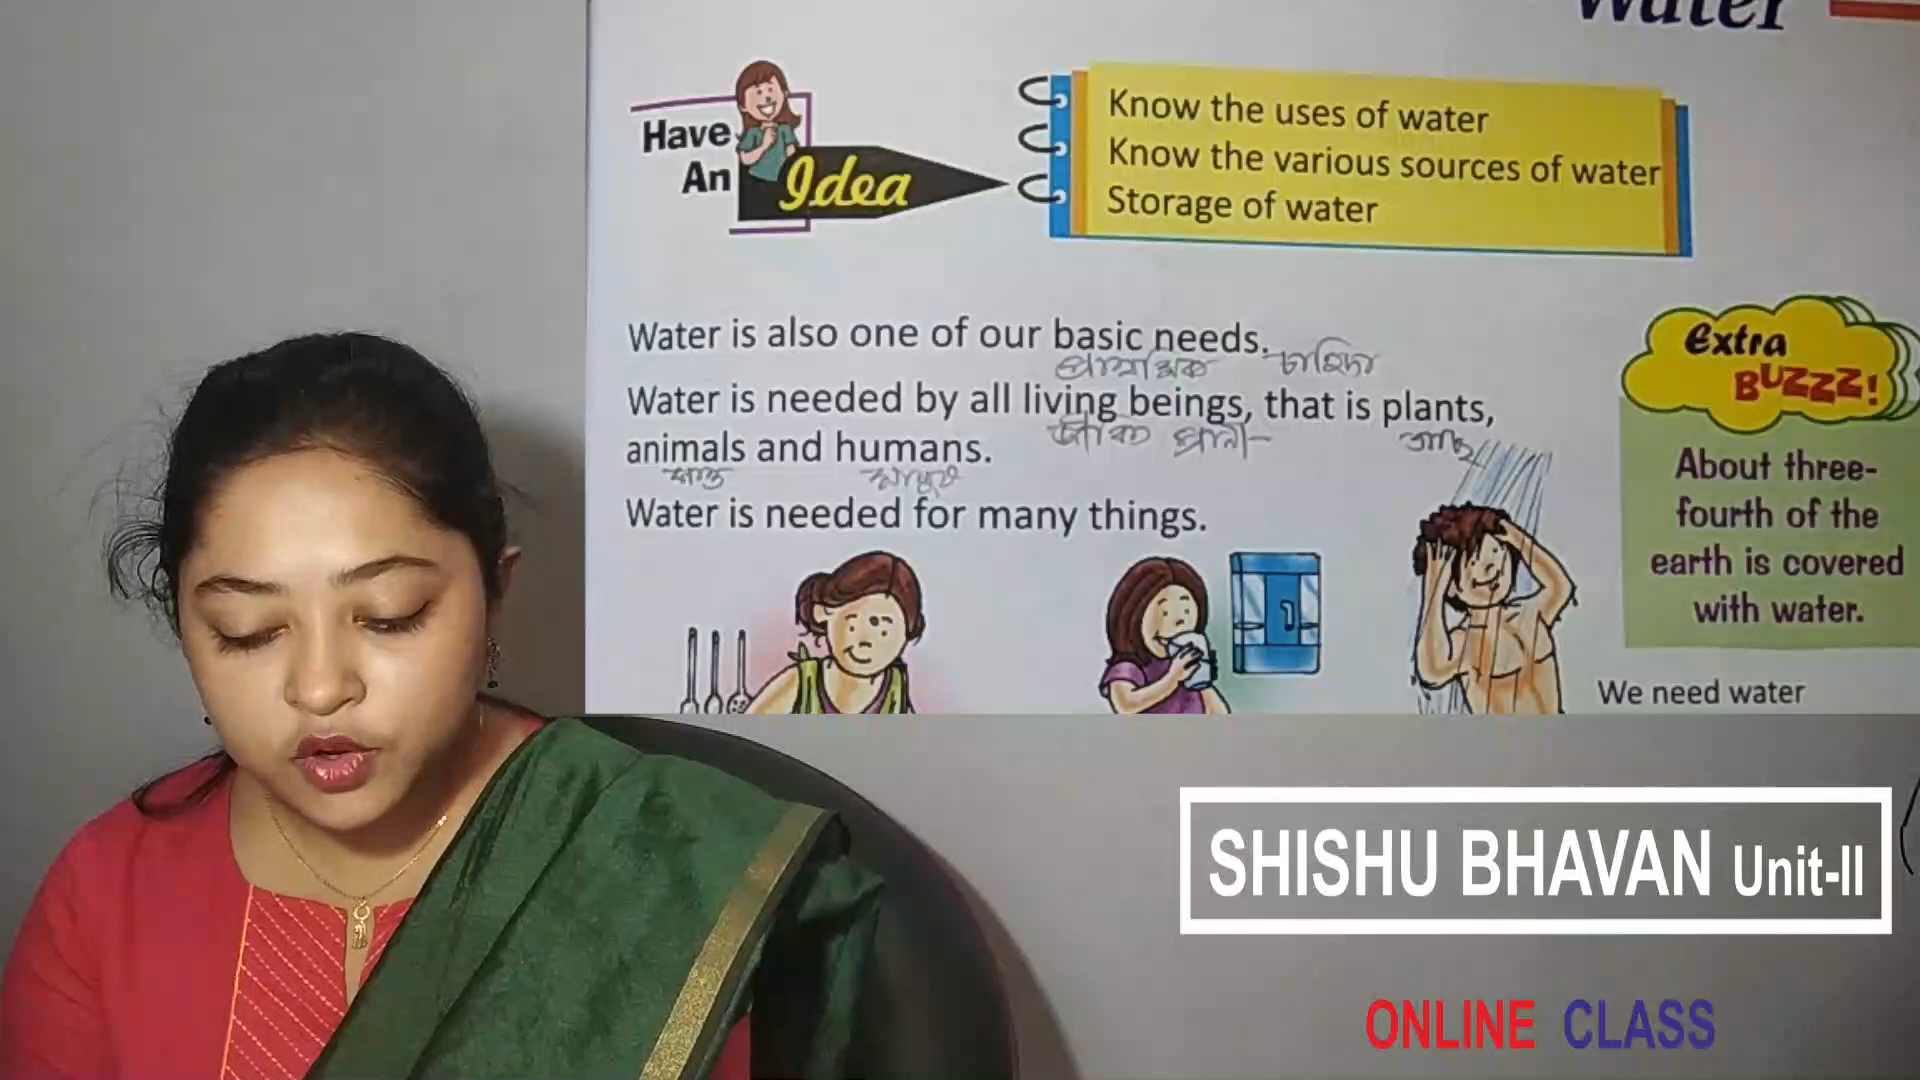 Water
Have
An
Idea
Know the uses of water
Know the various sources of water
Storage of water
Water is also one of our basic needs.
প্রাথমিক চাহিদা
Water is needed by all living beings, that is plants,
animals and humans.
Water is needed for many things.
Extra
BUZZZ!
About three-
fourth of the
earth is covered
with water.
We need water
SHISHU BHAVAN Unit-II
ONLINE CLASS